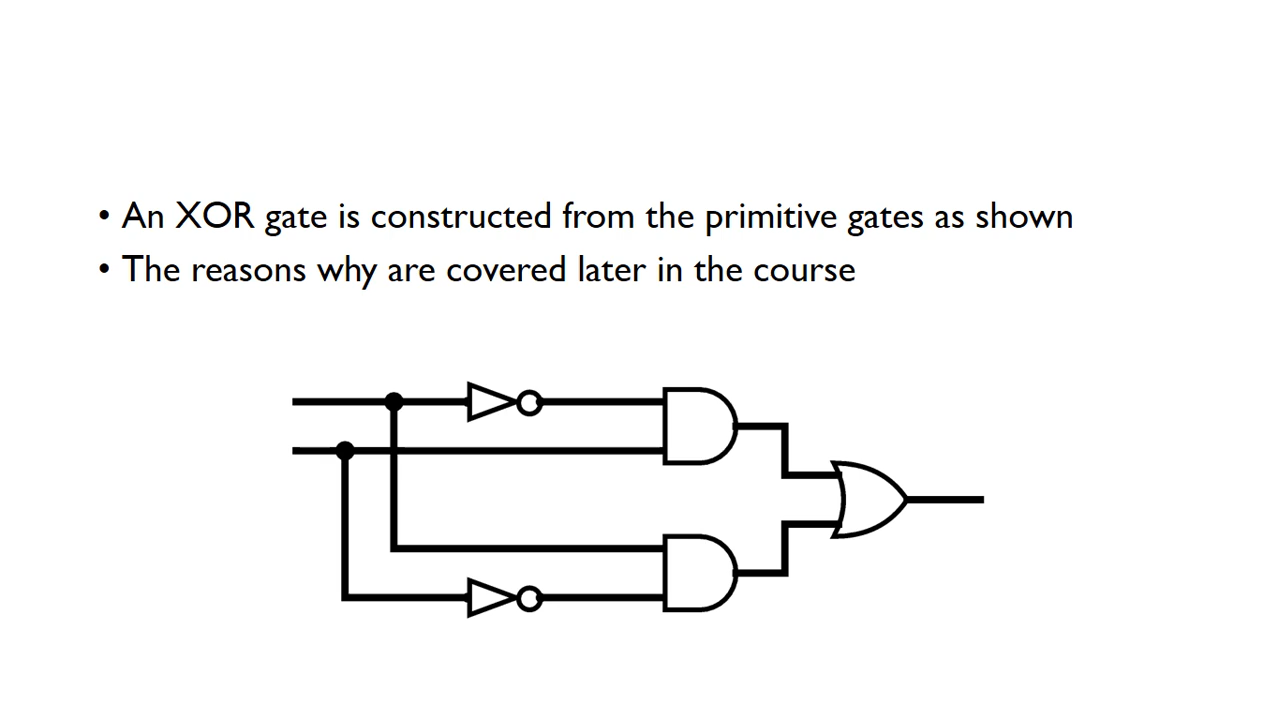 • An XOR gate is constructed from the primitive gates as shown
• The reasons why are covered later in the course